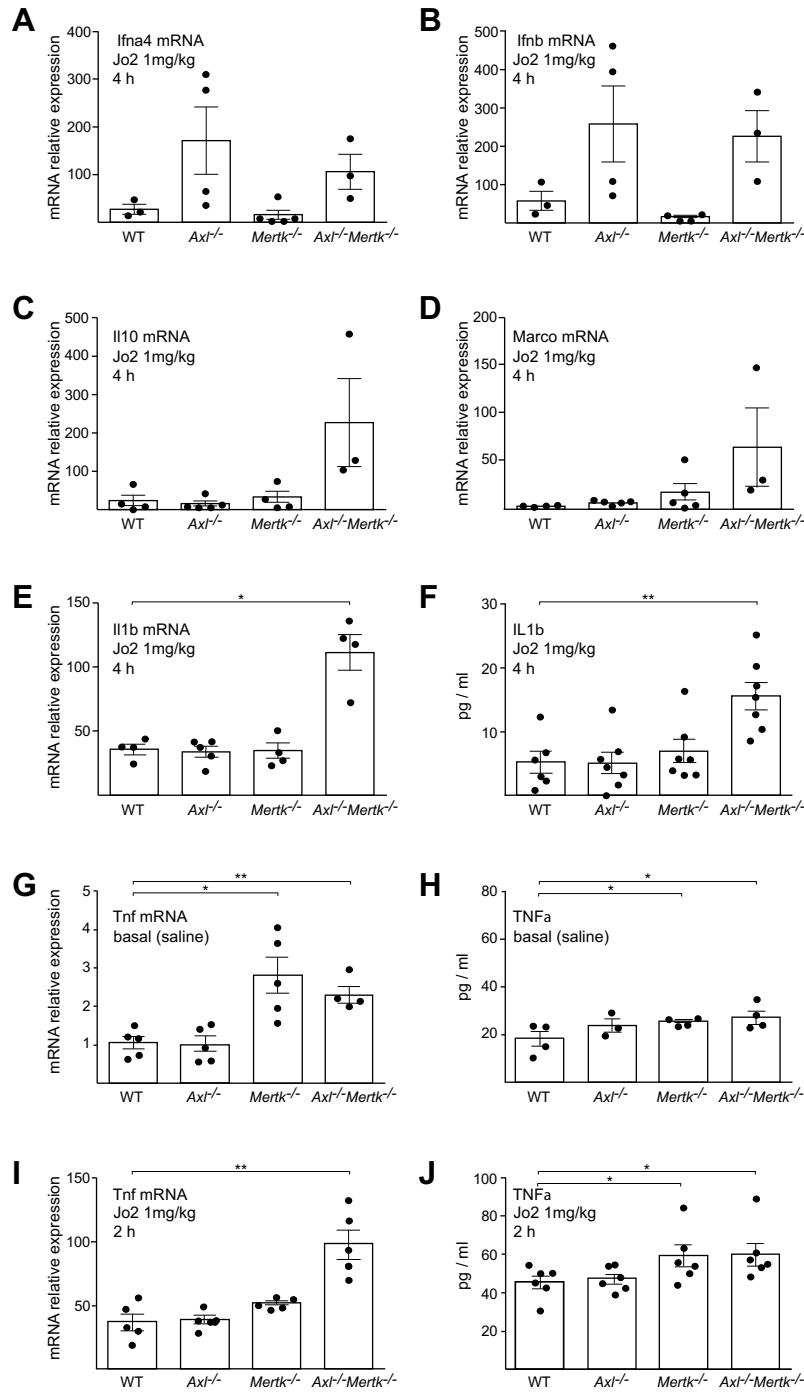 A
Ifna4 mRNA
Jo2 1mg/kg
4 h
mRNA relative expression
400
300
200
100
WT
Axl-/-
Mertk-/-
Axl-/-Mertk-/-
B
Ifnb mRNA
Jo2 1mg/kg
4 h
mRNA relative expression
500
400
300
200
100
WT
Axl-/-
Mertk-/-
Axl-/-Mertk-/-
C
Il10 mRNA
Jo2 1mg/kg
4 h
mRNA relative expression
500
400
300
200
100
WT
Axl-/-
Mertk-/-
Axl-/-Mertk-/-
D
Marco mRNA
Jo2 1mg/kg
4 h
mRNA relative expression
200
150
100
50
WT
Axl-/-
Mertk-/-
Axl-/-Mertk-/-
E
Il1b mRNA
Jo2 1mg/kg
4 h
*
mRNA relative expression
150
100
50
WT
Axl-/-
Mertk-/-
Axl-/-Mertk-/-
F
IL1b
Jo2 1mg/kg
4 h
**
pg / ml
30
20
10
WT
Axl-/-
Mertk-/-
Axl-/-Mertk-/-
G
Tnf mRNA
basal (saline)
**
*
mRNA relative expression
5
4
3
2
1
WT
Axl-/-
Mertk-/-
Axl-/-Mertk-/-
H
TNFa
basal (saline)
*
*
pg / ml
80
60
40
20
WT
Axl-/-
Mertk-/-
Axl-/-Mertk-/-
I
Tnf mRNA
Jo2 1mg/kg
2 h
**
mRNA relative expression
150
100
50
WT
Axl-/-
Mertk-/-
Axl-/-Mertk-/-
J
TNFa
Jo2 1mg/kg
2 h
*
*
pg / ml
100
80
60
40
20
WT
Axl-/-
Mertk-/-
Axl-/-Mertk-/-